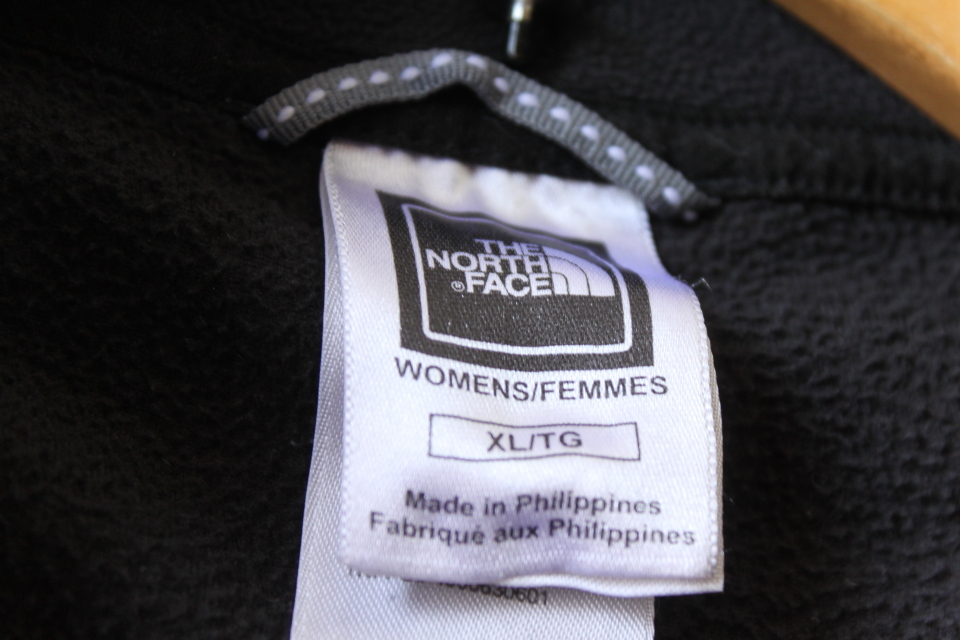 THE
NORTH
®FACE
WOMENS/FEMMES
XL/TG
Made in Philippines
Fabriqué aux Philippines